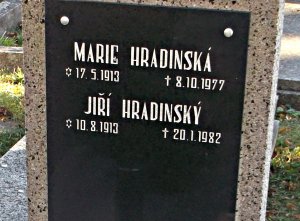 MARIE HRADINSKÁ
✩ 17.5.1913 † 8.10.1977
JIŘÍ HRADINSKÝ
✩ 10.8.1913 † 20.1.1982